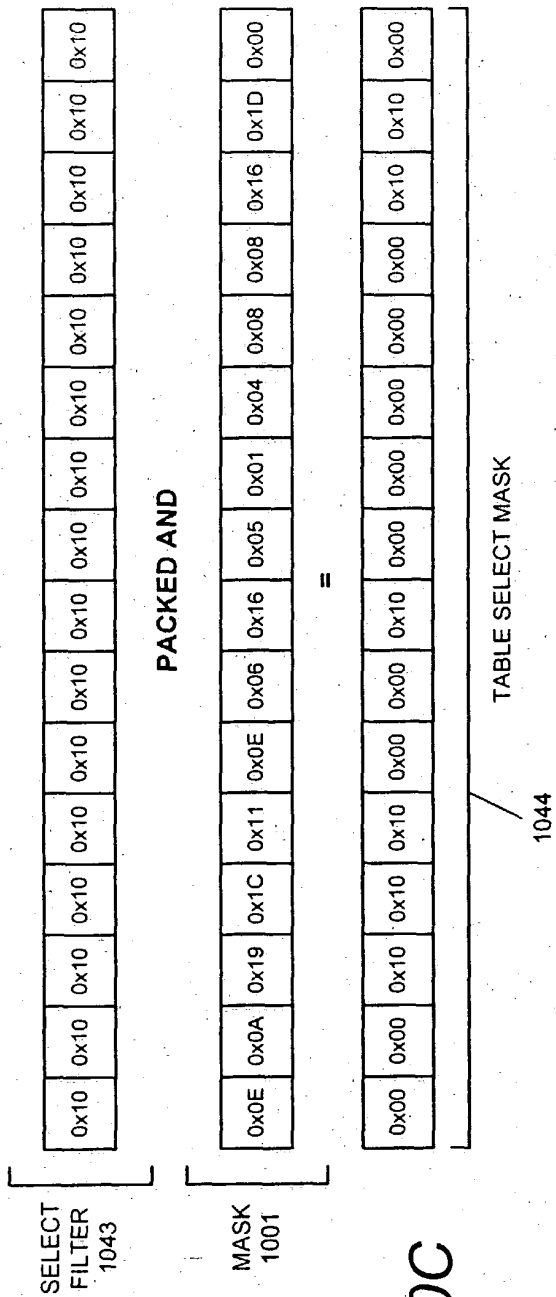 SELECT
FILTER
1043
0x10 0x10 0x10 0x10 0x10 0x10 0x10 0x10 0x10 0x10 0x10 0x10 0x10 0x10 0x10 0x10
PACKED AND
MASK
1001
0x0E 0x0A 0x19 0x1C 0x11 0x0E 0x06 0x16 0x05 0x01 0x04 0x08 0x08 0x16 0x1D 0x00
=
0x00 0x00 0x10 0x10 0x10 0x00 0x00 0x10 0x00 0x00 0x00 0x00 0x00 0x10 0x10 0x00
TABLE SELECT MASK
1044
0C